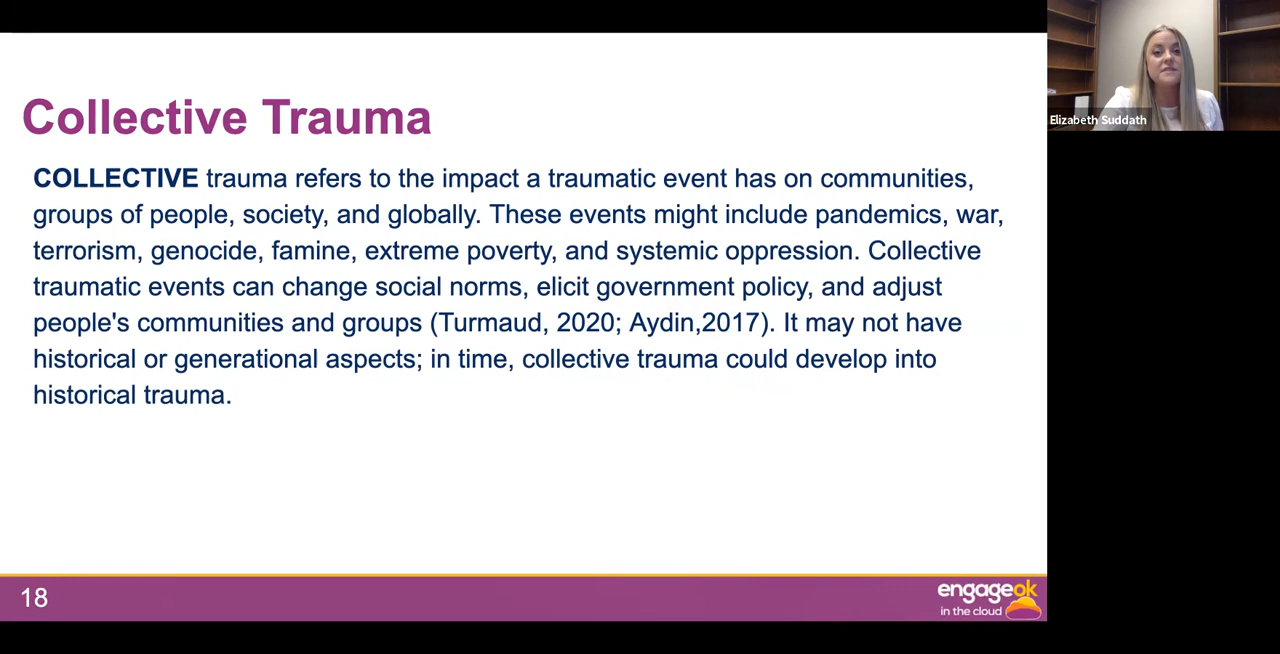 Collective Trauma
COLLECTIVE trauma refers to the impact a traumatic event has on communities,
groups of people, society, and globally. These events might include pandemics, war,
terrorism, genocide, famine, extreme poverty, and systemic oppression. Collective
traumatic events can change social norms, elicit government policy, and adjust
people's communities and groups (Turmaud, 2020; Aydin,2017). It may not have
historical or generational aspects; in time, collective trauma could develop into
historical trauma.
18
engageok
in the cloud
Elizabeth Suddath